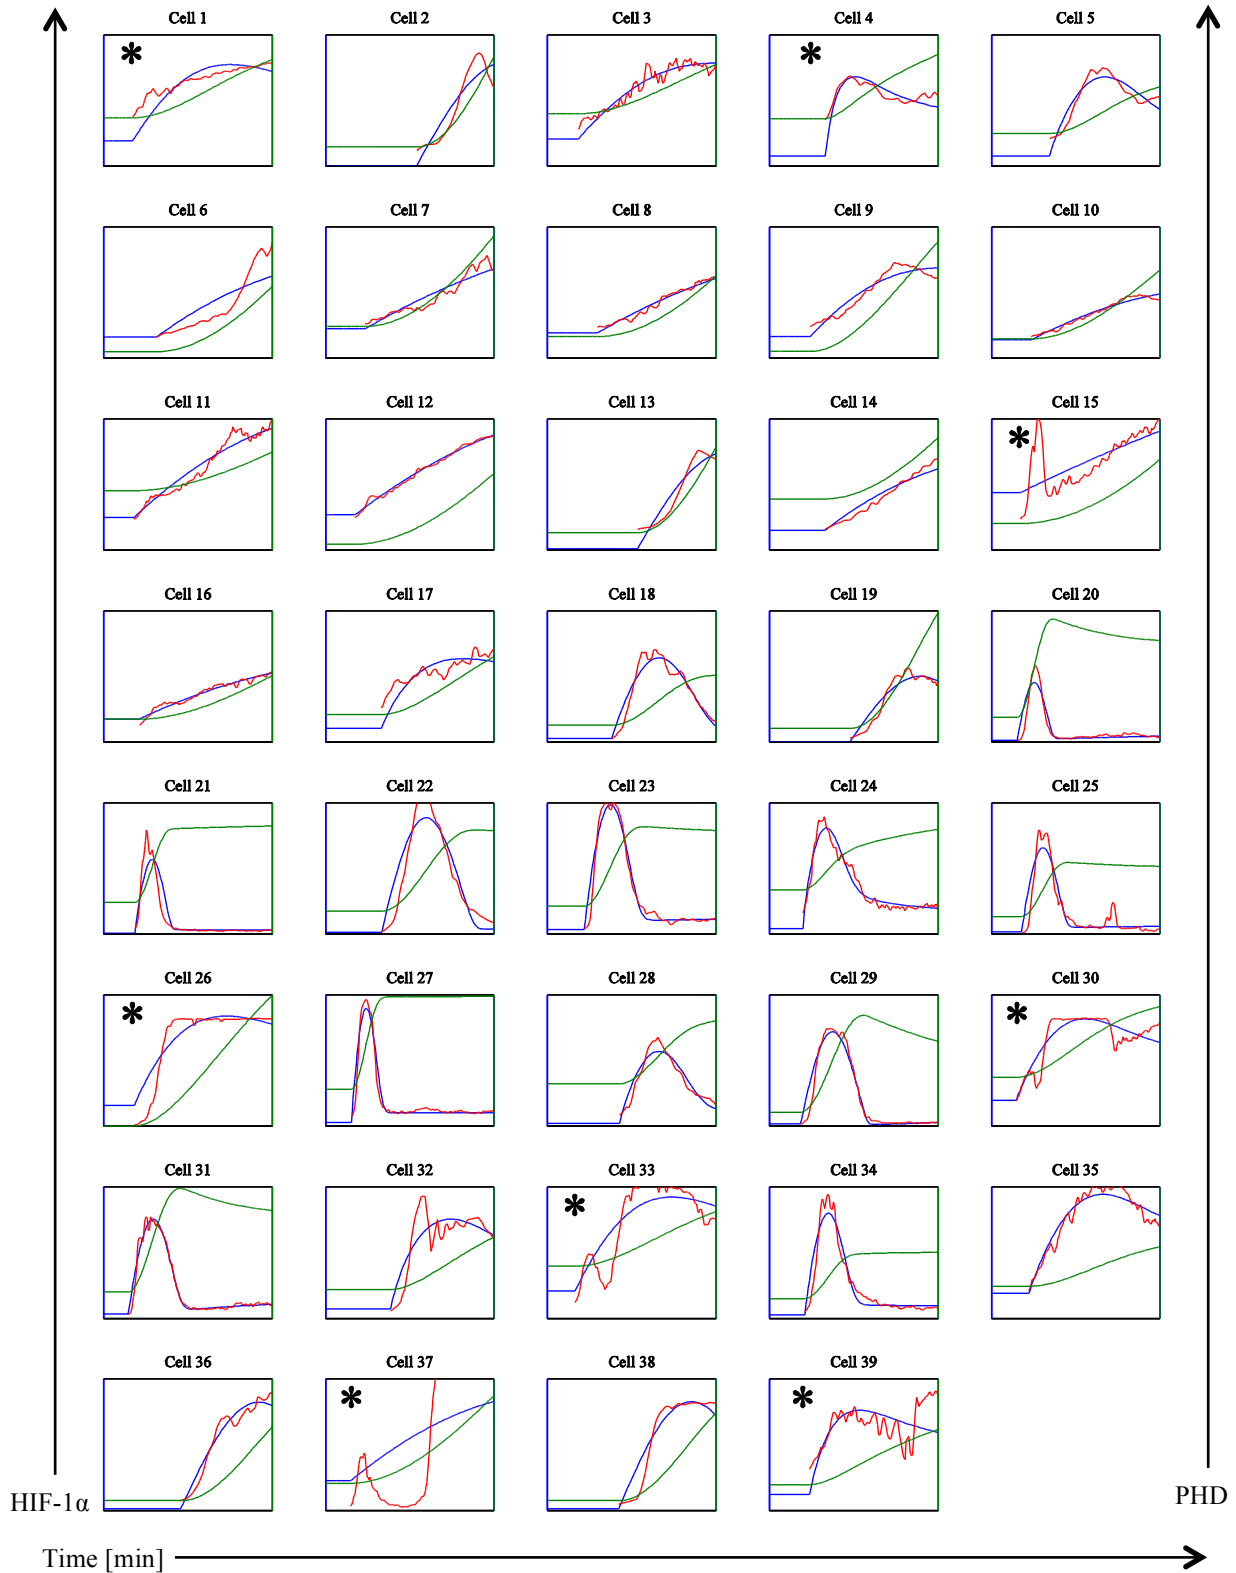 Cell 1 Cell 2 Cell 3 Cell 4 Cell 5
* *
Cell 6 Cell 7 Cell 8 Cell 9 Cell 10
Cell 11 Cell 12 Cell 13 Cell 14 Cell 15
*
Cell 16 Cell 17 Cell 18 Cell 19 Cell 20
Cell 21 Cell 22 Cell 23 Cell 24 Cell 25
Cell 26 Cell 27 Cell 28 Cell 29 Cell 30
* *
Cell 31 Cell 32 Cell 33 Cell 34 Cell 35
*
Cell 36 Cell 37 Cell 38 Cell 39
* *
HIF-1α PHD
Time [min]